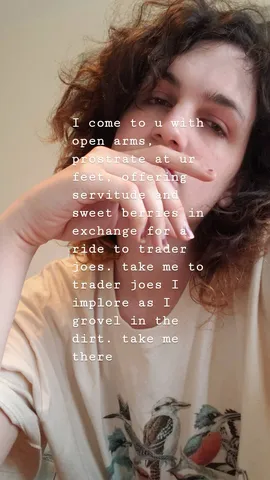 I come to u with
open arms,
prostrate at ur
feet, offering
servitude and
sweet berries in
exchange for a
ride to trader
joes. take me to
trader joes I
implore as I
grovel in the
dirt. take me
there